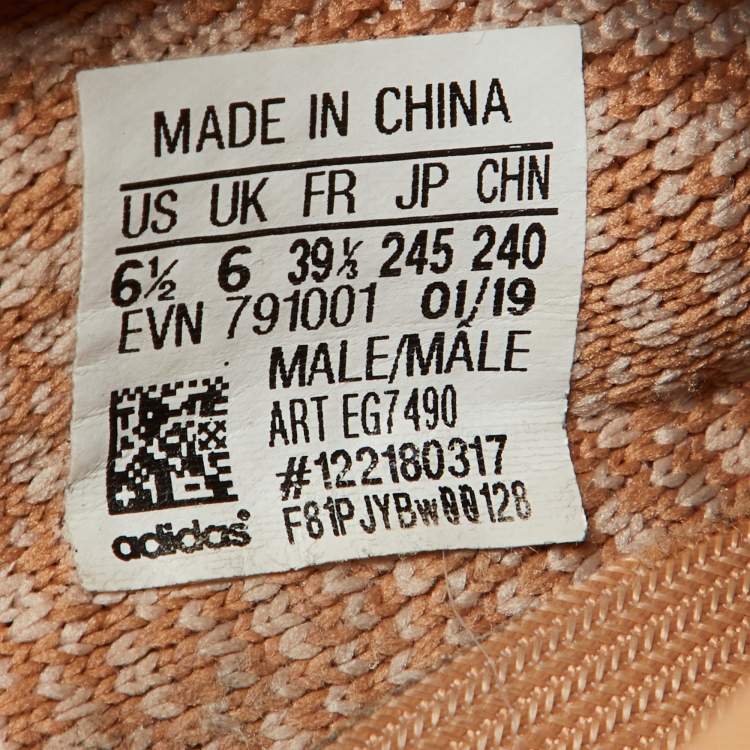 MADE IN CHINA
US UK FR JP CHN
6½ 6 39⅓ 245 240
EVN 791001 01/19
MALE/MÂLE
ART EG7490
#122180317
F81PJYBw00128
adidas®